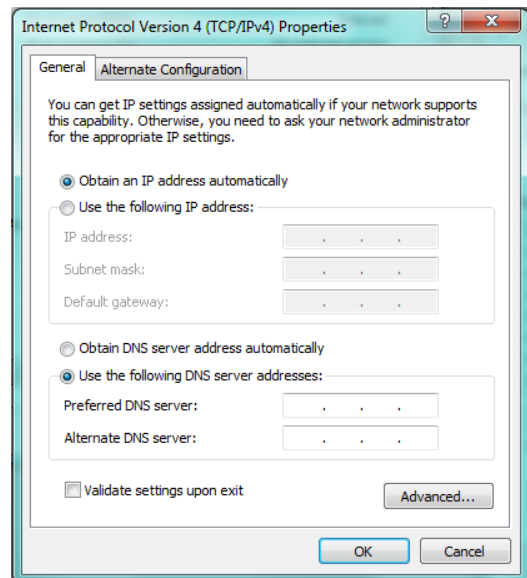 Internet Protocol Version 4 (TCP/IPv4) Properties
General
Alternate Configuration
You can get IP settings assigned automatically if your network supports
this capability. Otherwise, you need to ask your network administrator
for the appropriate IP settings.
Obtain an IP address automatically
Use the following IP address:
IP address:
Subnet mask:
Default gateway:
Obtain DNS server address automatically
Use the following DNS server addresses:
Preferred DNS server:
Alternate DNS server:
Validate settings upon exit
Advanced...
OK
Cancel